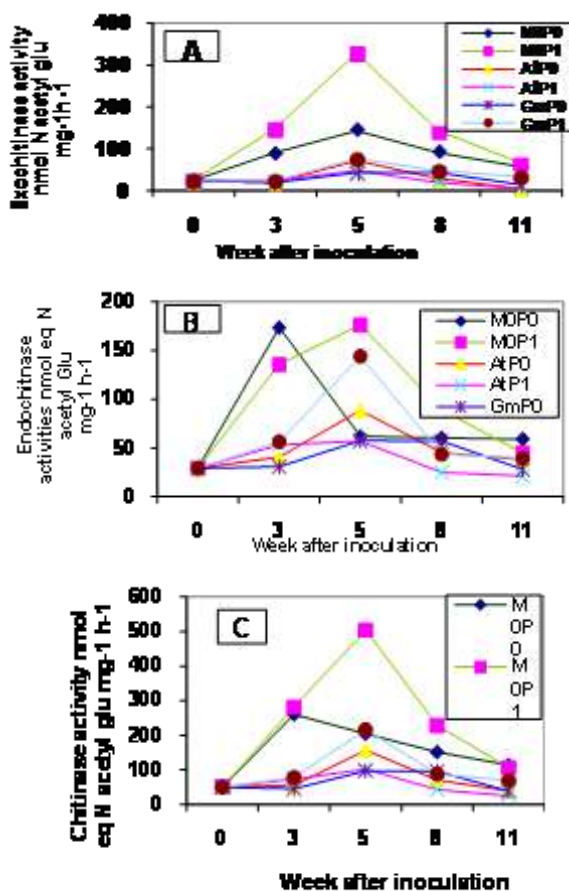 A
Exochitinase activity
nmol N acetyl glu
mg-1 h-1
400
300
200
100
0
0 3 5 8 11
Week after inoculation
M0P0
M0P1
AtP0
AtP1
GmP0
GmP1
B
Endochitnase
activities nmol eq N
acetyl Glu
mg-1 h-1
200
150
100
50
0
0 3 5 8 11
Week after inoculation
M0P0
M0P1
AtP0
AtP1
GmP0
C
Chitinase activity nmol
eq N acetyl glu mg-1 h-1
600
500
400
300
200
100
0
0 3 5 8 11
Week after inoculation
M
0P
0
M
0P
1